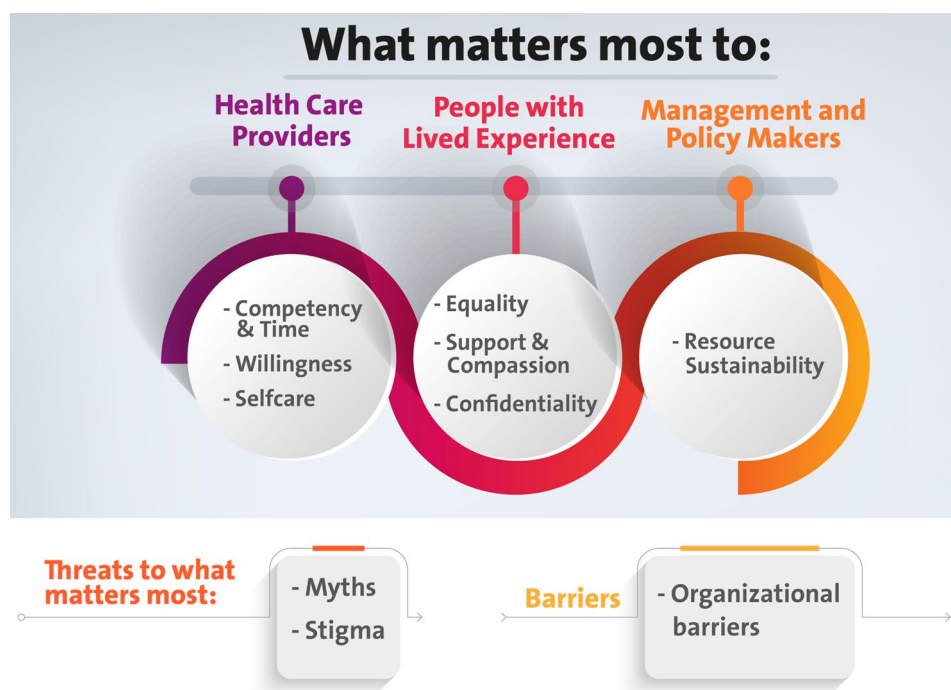 What matters most to:
Health Care
Providers
People with
Lived Experience
Management and
Policy Makers
- Competency
& Time
- Willingness
- Selfcare
- Equality
- Support &
Compassion
- Confidentiality
- Resource
Sustainability
Threats to what
matters most:
- Myths
- Stigma
Barriers
- Organizational
barriers